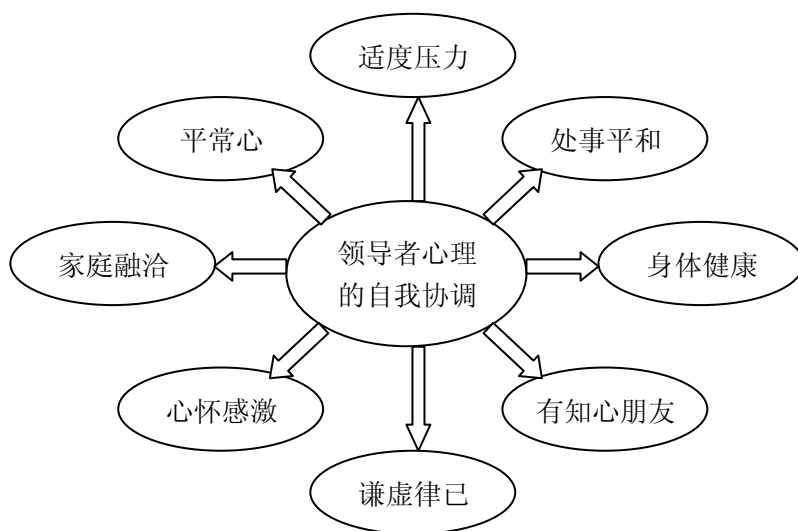 适度压力
平常心
处事平和
家庭融洽
领导者心理
的自我协调
身体健康
心怀感激
有知心朋友
谦虚律已